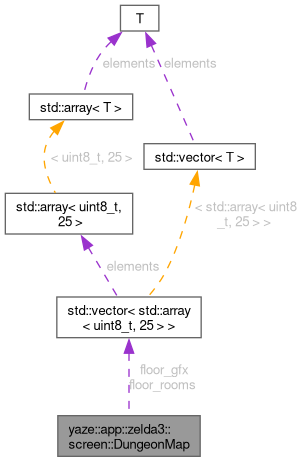 T
elements
elements
std::array< T >
< uint8_t, 25 >
std::vector< T >
std::array< uint8_t,
25 >
< std::array< uint8
_t, 25 > >
elements
std::vector< std::array
< uint8_t, 25 > >
floor_gfx
floor_rooms
yaze::app::zelda3::
screen::DungeonMap